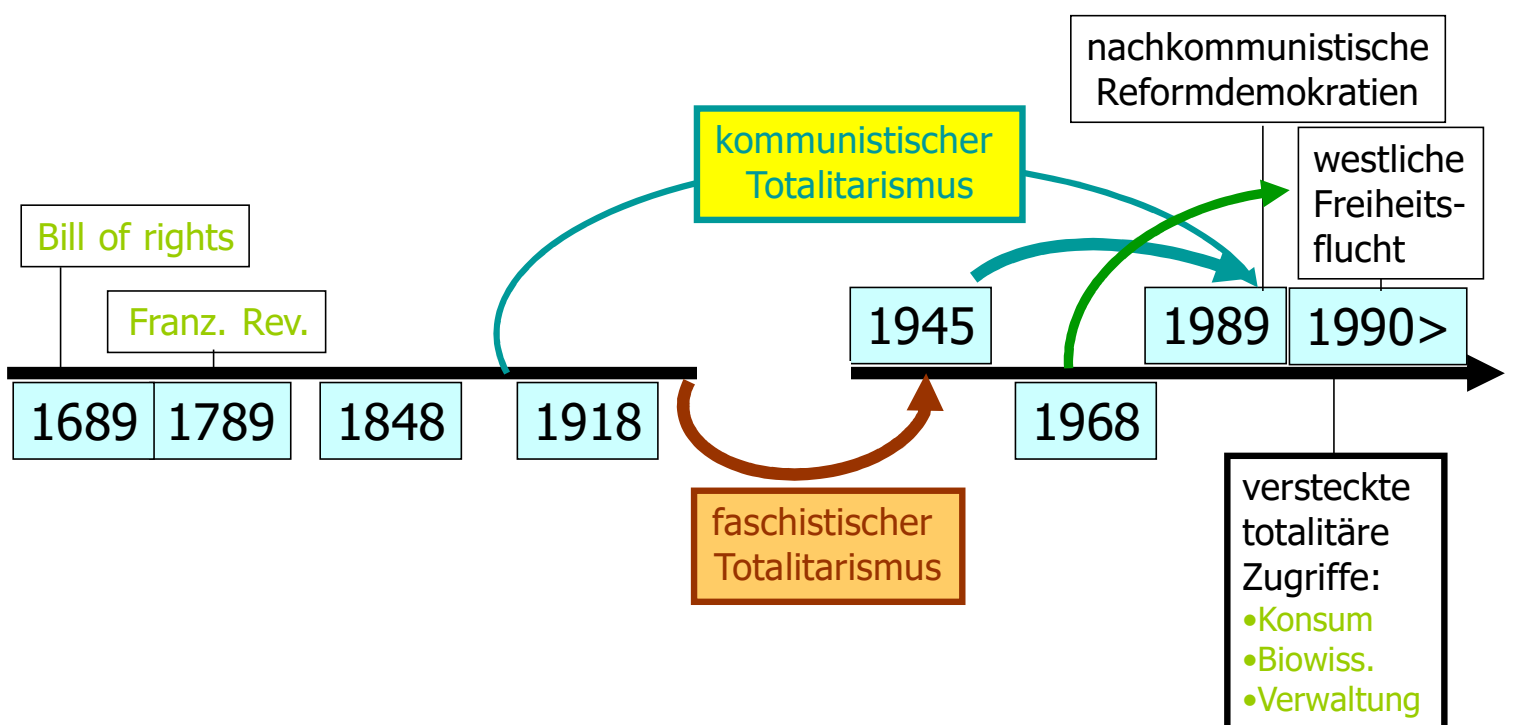 nachkommunistische
Reformdemokratien
kommunistischer
Totalitarismus
westliche
Freiheits-
flucht
Bill of rights
Franz. Rev.
1945
1989
1990>
1689
1789
1848
1918
1968
faschistischer
Totalitarismus
versteckte
totalitäre
Zugriffe:
•Konsum
•Biowiss.
•Verwaltung